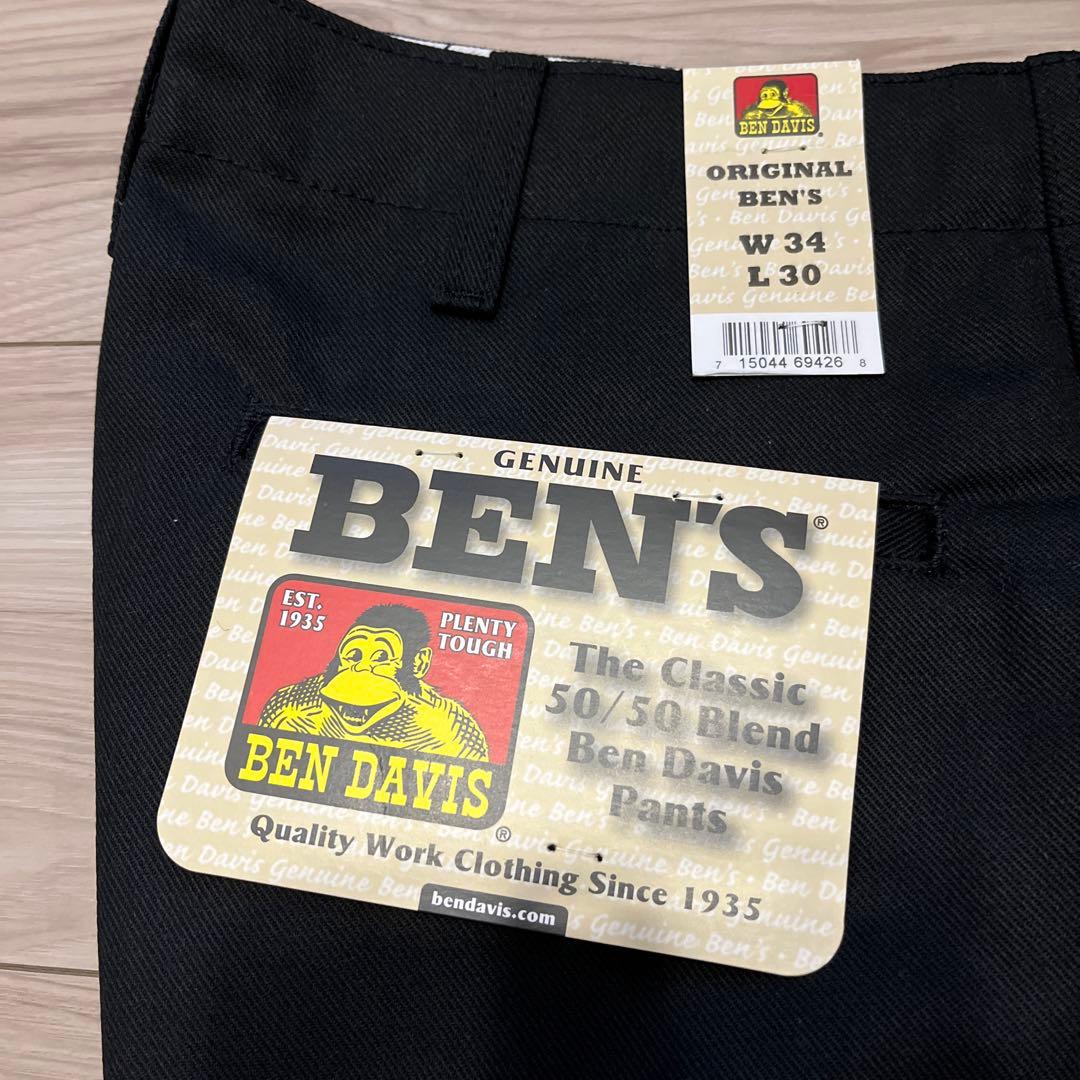 BEN DAVIS
ORIGINAL
BEN'S
W 34
L 30
7 15044 69426 8
GENUINE
BEN'S®
EST.
1935
PLENTY
TOUGH
BEN DAVIS®
The Classic
50/50 Blend
Ben Davis
Pants
Quality Work Clothing Since 1935
bendavis.com